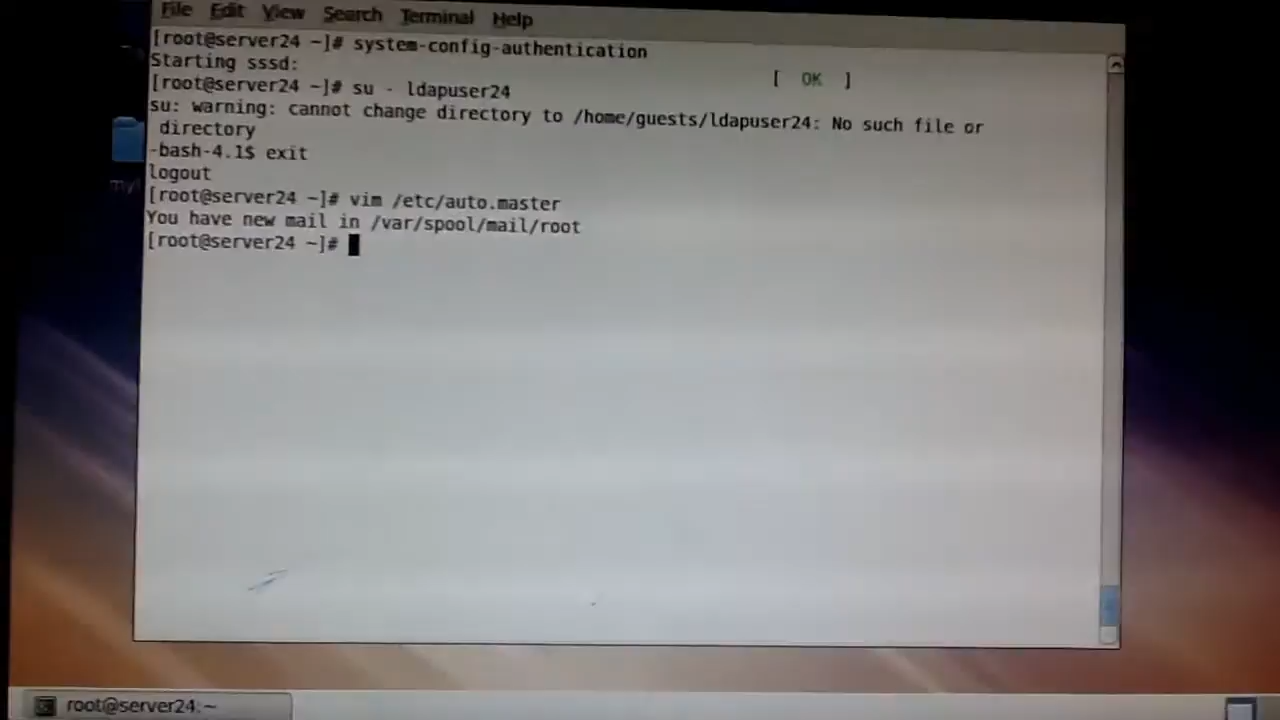 File Edit View Search Terminal Help
[root@server24 ~]# system-config-authentication
Starting sssd: [ OK ]
[root@server24 ~]# su - ldapuser24
su: warning: cannot change directory to /home/guests/ldapuser24: No such file or
directory
-bash-4.1$ exit
logout
[root@server24 ~]# vim /etc/auto.master
You have new mail in /var/spool/mail/root
[root@server24 ~]#
root@server24:~